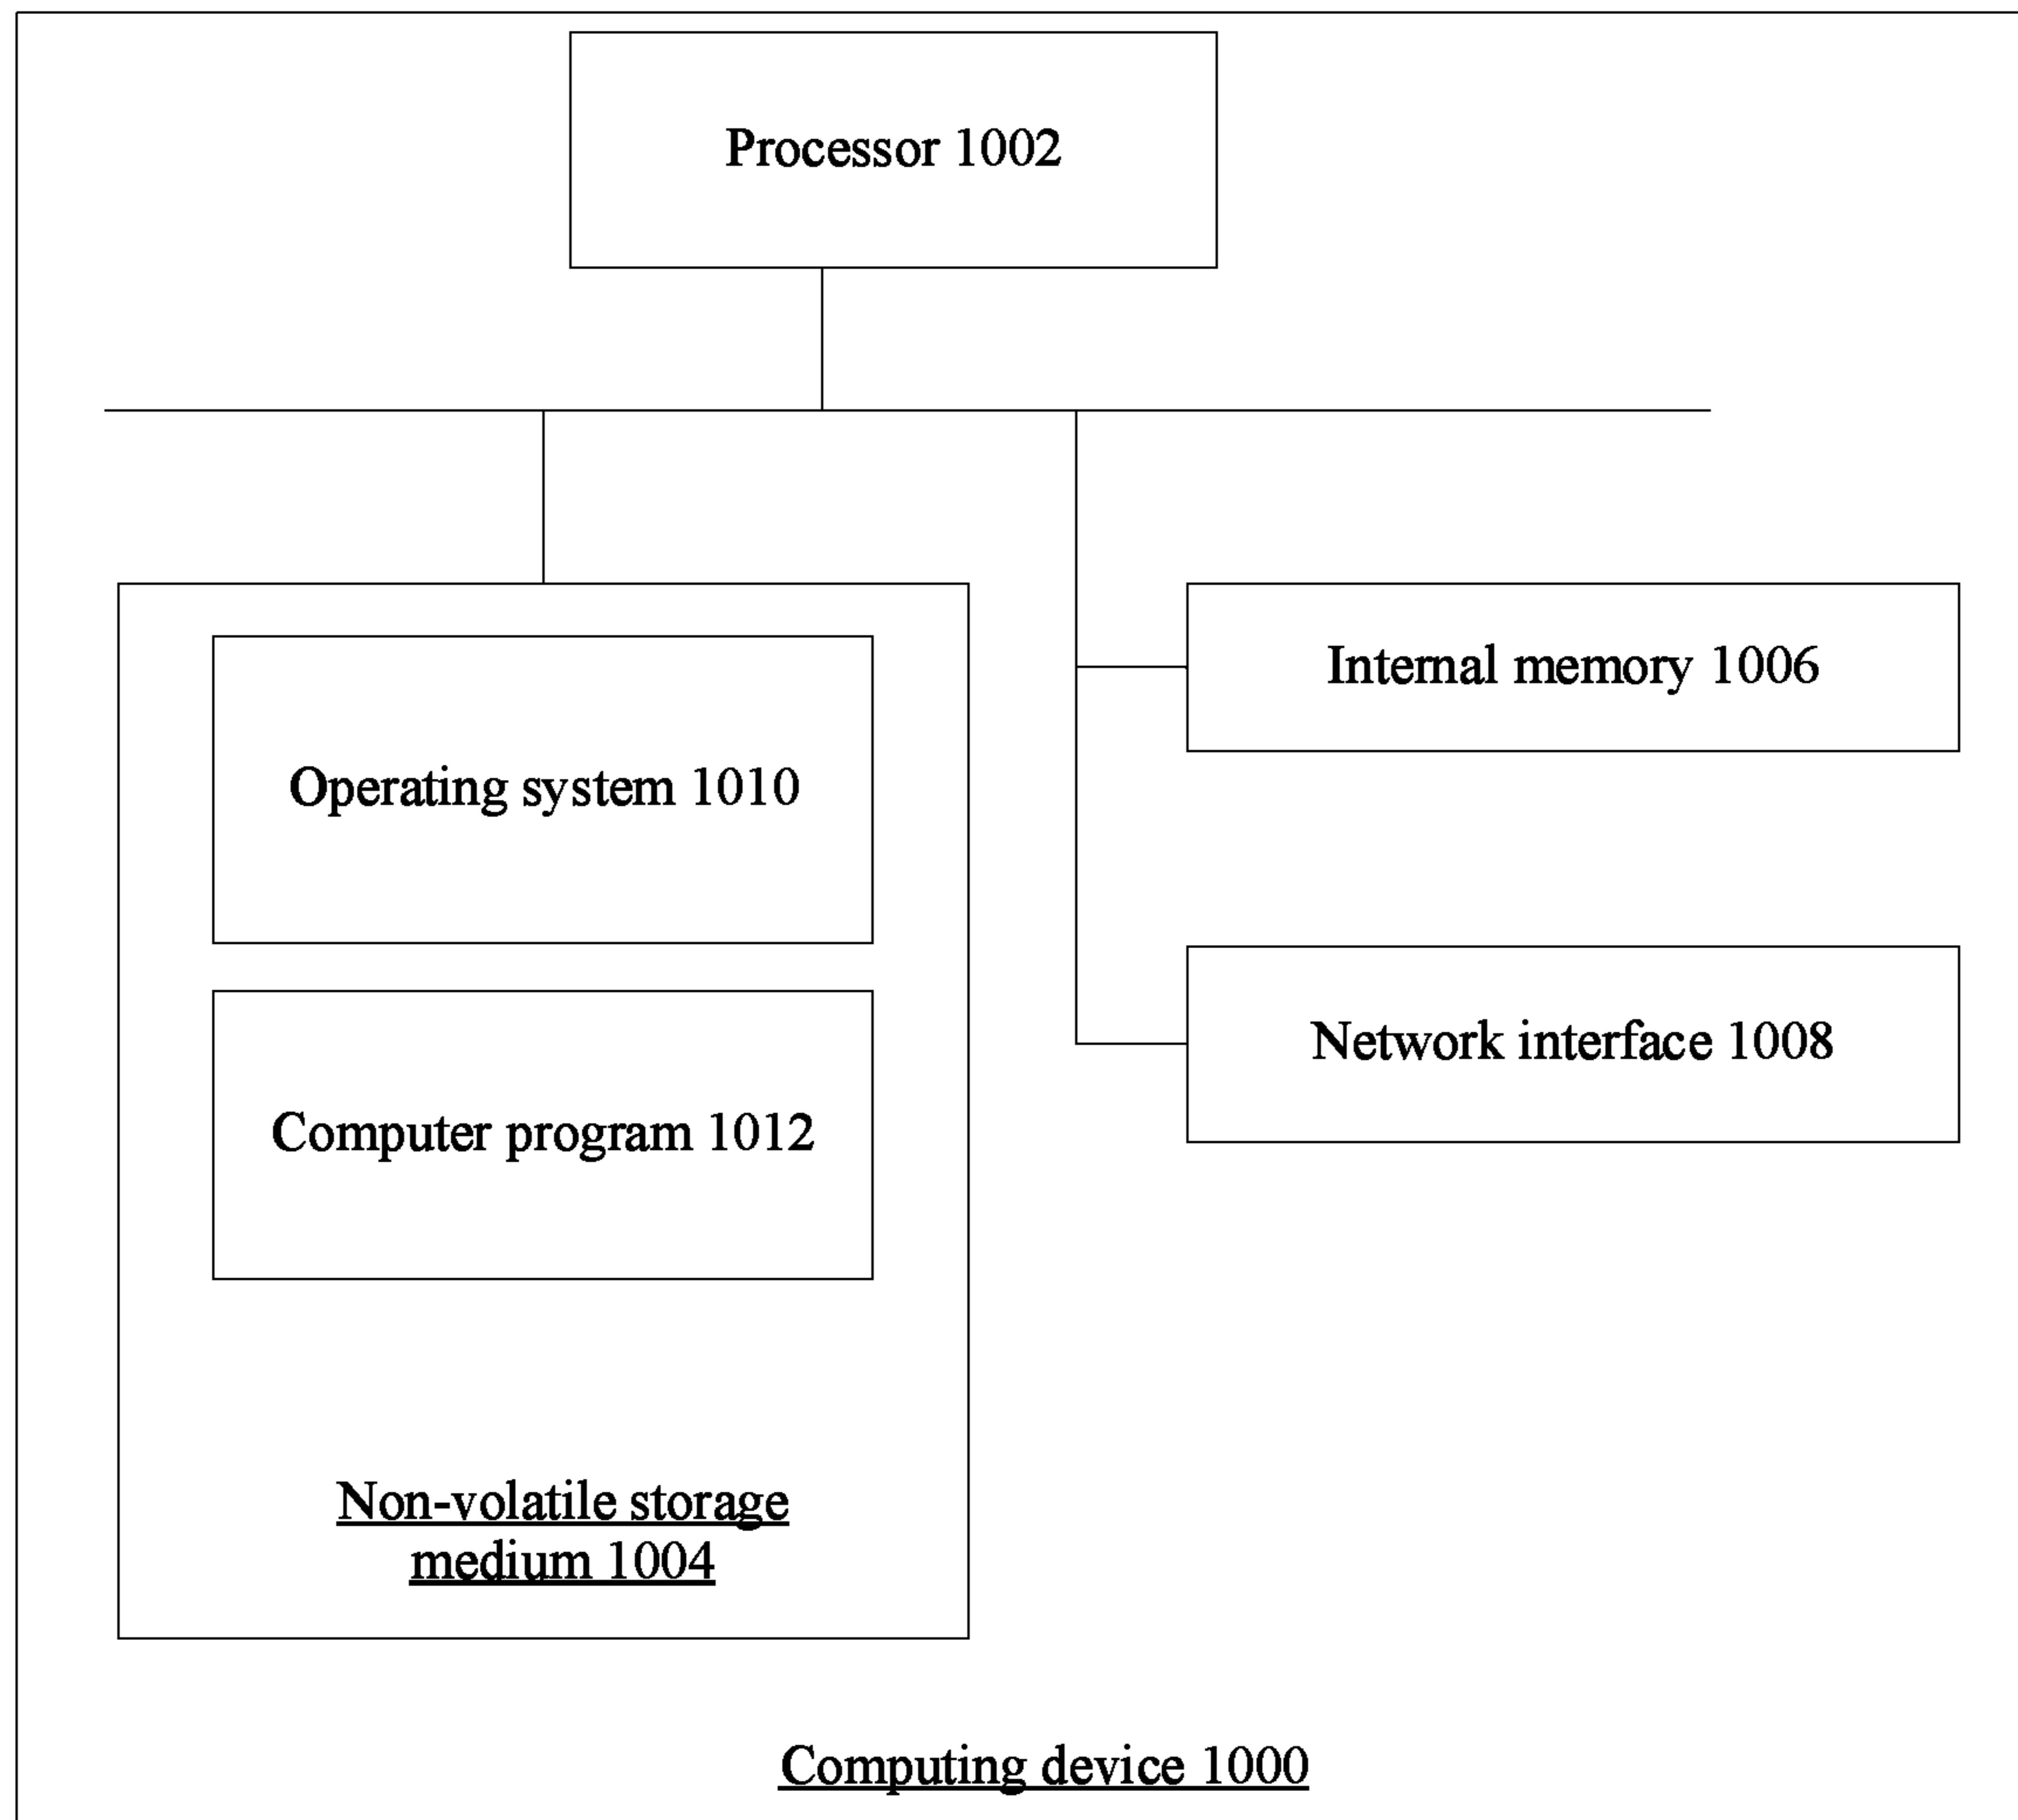 Processor 1002
Internal memory 1006
Operating system 1010
Network interface 1008
Computer program 1012
Non-volatile storage
medium 1004
Computing device 1000